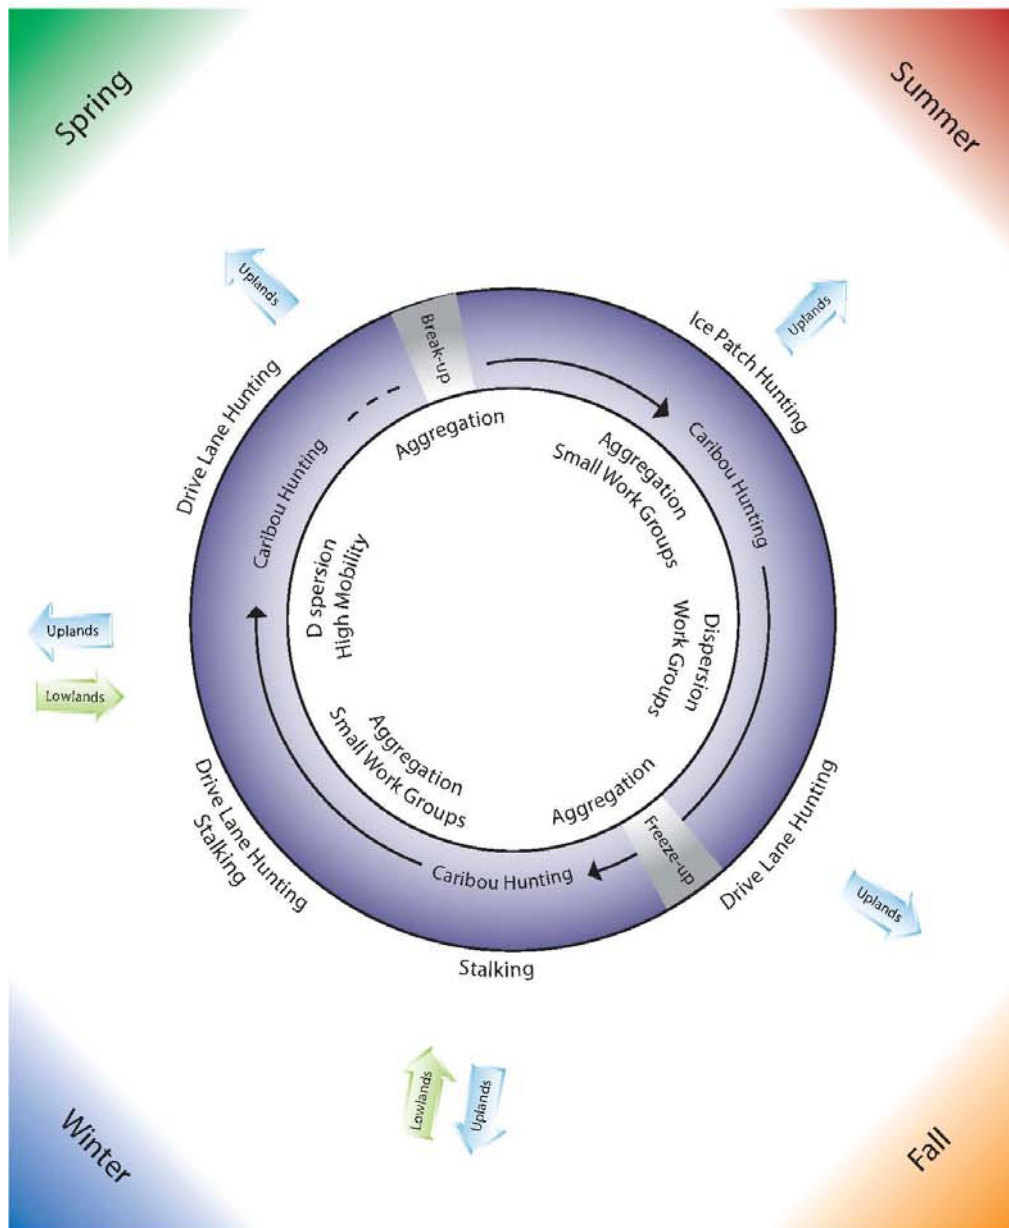 Spring
Summer
Uplands
Uplands
Break-up
Ice Patch Hunting
Drive Lane Hunting
Caribou Hunting
Caribou Hunting
Aggregation
Aggregation
Small Work Groups
D spersion
High Mobility
Dispersion
Work Groups
Uplands
Lowlands
Aggregation
Small Work Groups
Aggregation
Freeze-up
Drive Lane Hunting
Stalking
Caribou Hunting
Drive Lane Hunting
Uplands
Stalking
Lowlands
Uplands
Winter
Fall